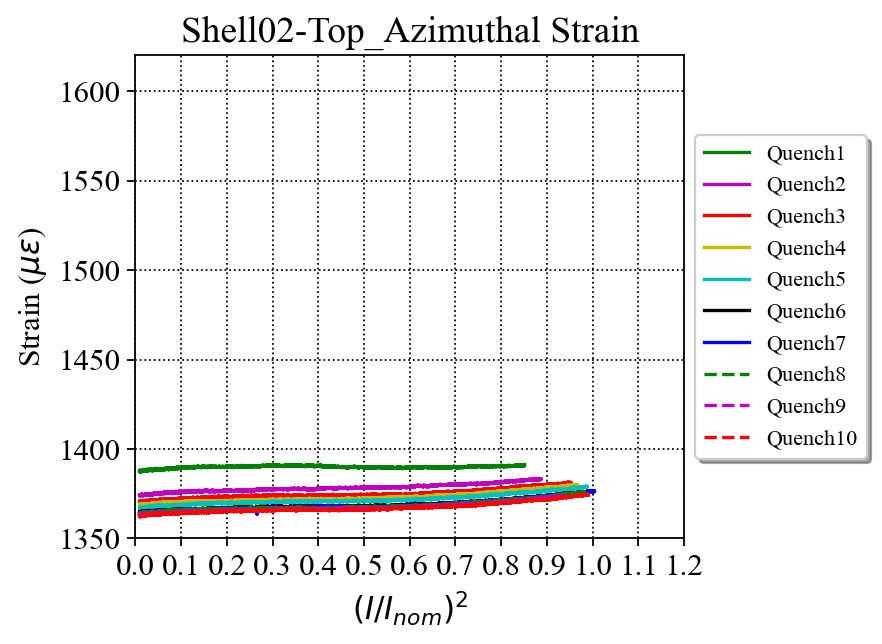 Shell02-Top_Azimuthal Strain
1600
1550
1500
1450
1400
1350
Strain (με)
0.0 0.1 0.2 0.3 0.4 0.5 0.6 0.7 0.8 0.9 1.0 1.1 1.2
(I/I_nom)^2
Quench1
Quench2
Quench3
Quench4
Quench5
Quench6
Quench7
Quench8
Quench9
Quench10